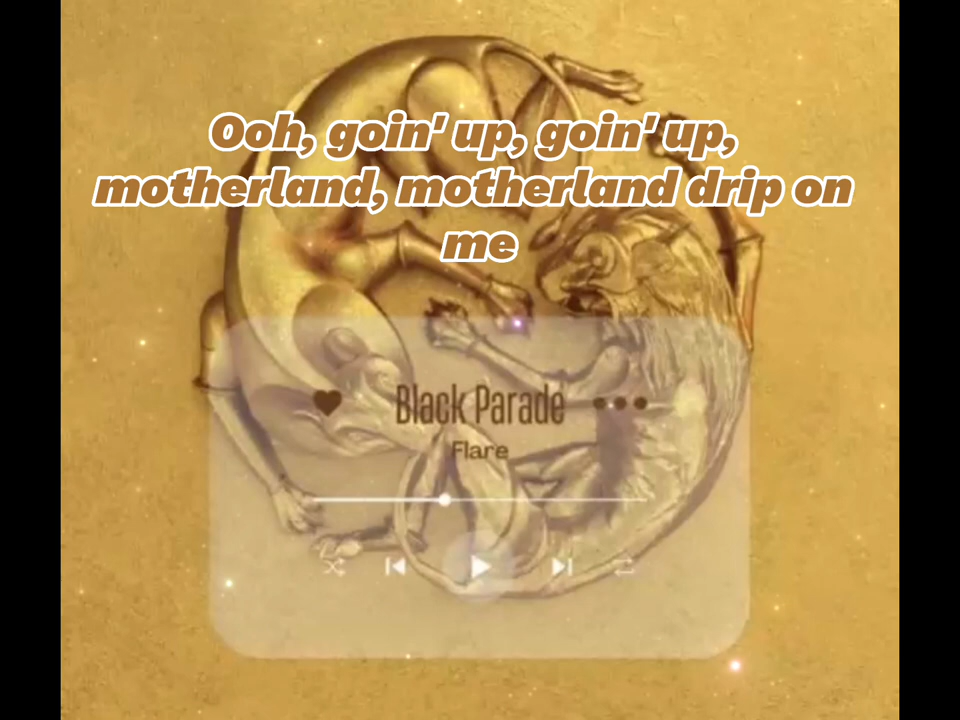 Ooh, goin' up, goin' up,
motherland, motherland drip on
me
Black Parade
Flare